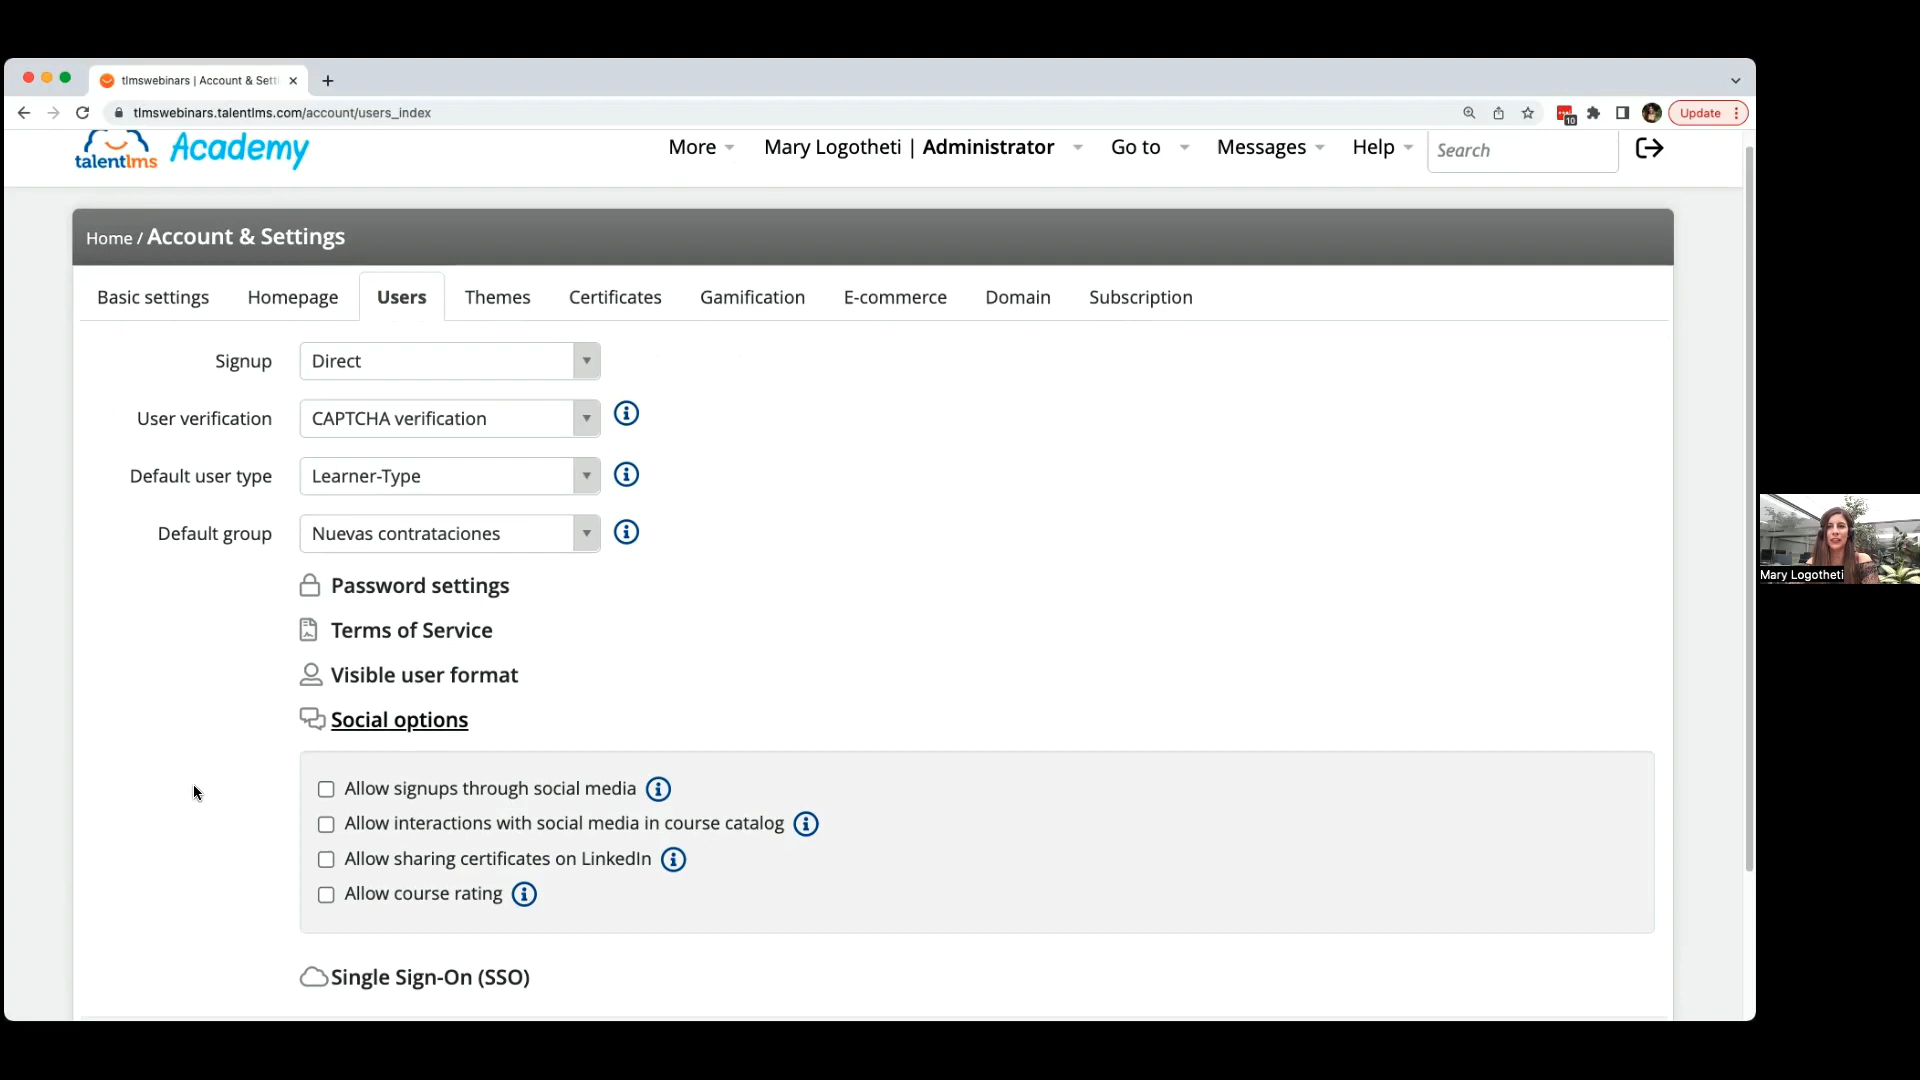 tlmswebinars | Account & Setti
tlmswebinars.talentlms.com/account/users_index
10
Update
talentlms Academy
More
Mary Logotheti | Administrator
Go to
Messages
Help
Search
Home / Account & Settings
Basic settings
Homepage
Users
Themes
Certificates
Gamification
E-commerce
Domain
Subscription
Signup
Direct
User verification
CAPTCHA verification
Default user type
Learner-Type
Default group
Nuevas contrataciones
Password settings
Terms of Service
Visible user format
Social options
Allow signups through social media
Allow interactions with social media in course catalog
Allow sharing certificates on LinkedIn
Allow course rating
Single Sign-On (SSO)
Mary Logotheti